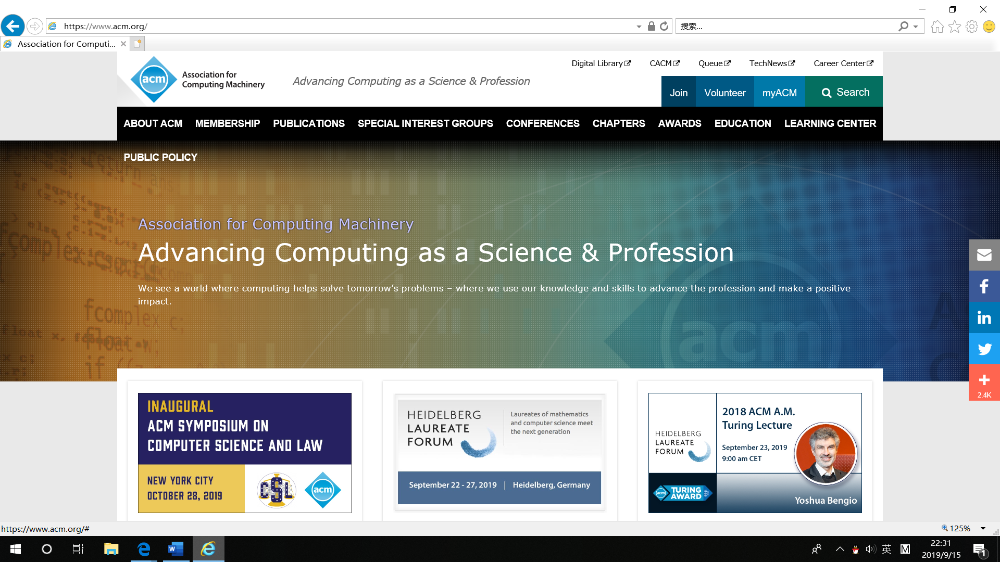 https://www.acm.org/
搜索...
Association for Computi...
acm
Association for
Computing Machinery
Advancing Computing as a Science & Profession
Digital Library
CACM
Queue
TechNews
Career Center
Join
Volunteer
myACM
Search
ABOUT ACM
MEMBERSHIP
PUBLICATIONS
SPECIAL INTEREST GROUPS
CONFERENCES
CHAPTERS
AWARDS
EDUCATION
LEARNING CENTER
PUBLIC POLICY
Association for Computing Machinery
Advancing Computing as a Science & Profession
We see a world where computing helps solve tomorrow’s problems – where we use our knowledge and skills to advance the profession and make a positive
impact.
fcomplex c;
acm
2.4K
INAUGURAL
ACM SYMPOSIUM ON
COMPUTER SCIENCE AND LAW
NEW YORK CITY
OCTOBER 28, 2019
CSL
acm
HEIDELBERG
LAUREATE
FORUM
Laureates of mathematics
and computer science meet
the next generation
September 22 - 27, 2019 | Heidelberg, Germany
2018 ACM A.M.
Turing Lecture
HEIDELBERG
LAUREATE
FORUM
September 23, 2019
9:00 am CET
acm
TURING
AWARD
1966
Yoshua Bengio
https://www.acm.org/#
125%
英
M
22:31
2019/9/15
1